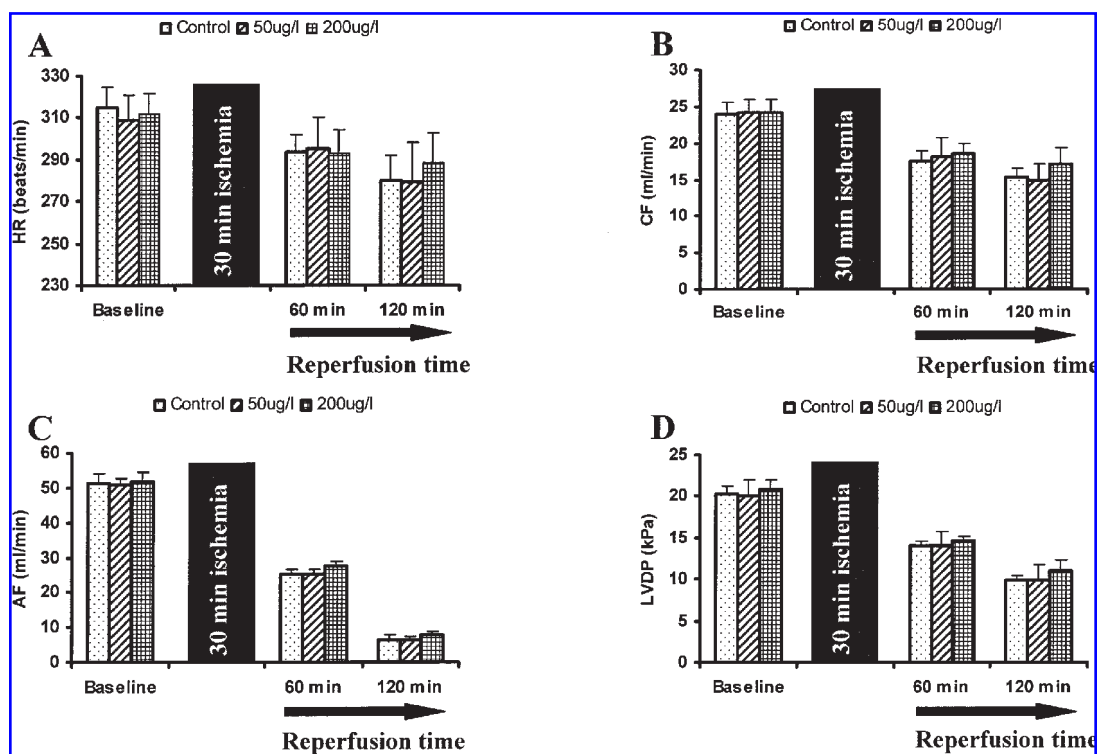 A
Control 50ug/l 200ug/l
HR (beats/min)
330
310
290
270
250
230
30 min ischemia
Baseline
60 min
120 min
Reperfusion time
B
Control 50ug/l 200ug/l
CF (ml/min)
30
25
20
15
10
5
0
30 min ischemia
Baseline
60 min
120 min
Reperfusion time
C
Control 50ug/l 200ug/l
AF (ml/min)
60
50
40
30
20
10
0
30 min ischemia
Baseline
60 min
120 min
Reperfusion time
D
Control 50ug/l 200ug/l
LVDP (kPa)
25
20
15
10
5
0
30 min ischemia
Baseline
60 min
120 min
Reperfusion time